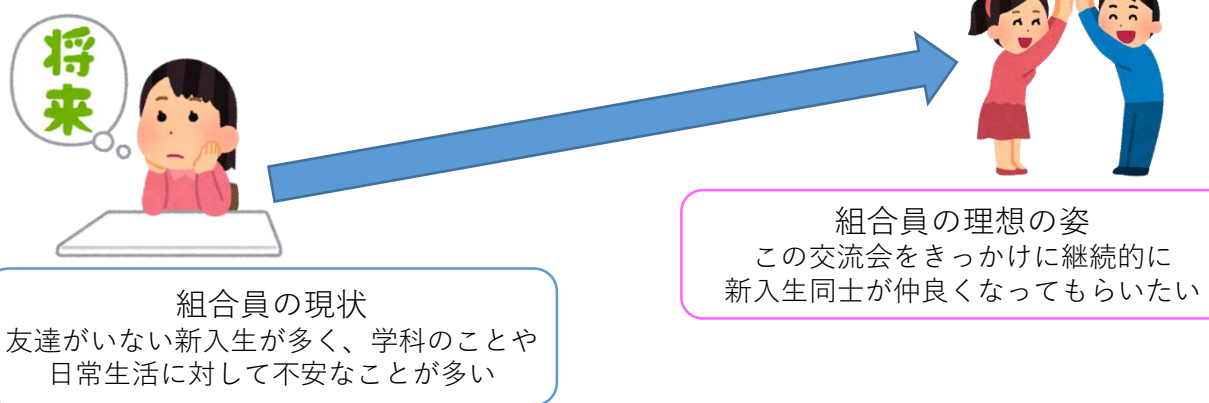 将来
組合員の現状
友達がいない新入生が多く、学科のことや
日常生活に対して不安なことが多い
組合員の理想の姿
この交流会をきっかけに継続的に
新入生同士が仲良くなってもらいたい